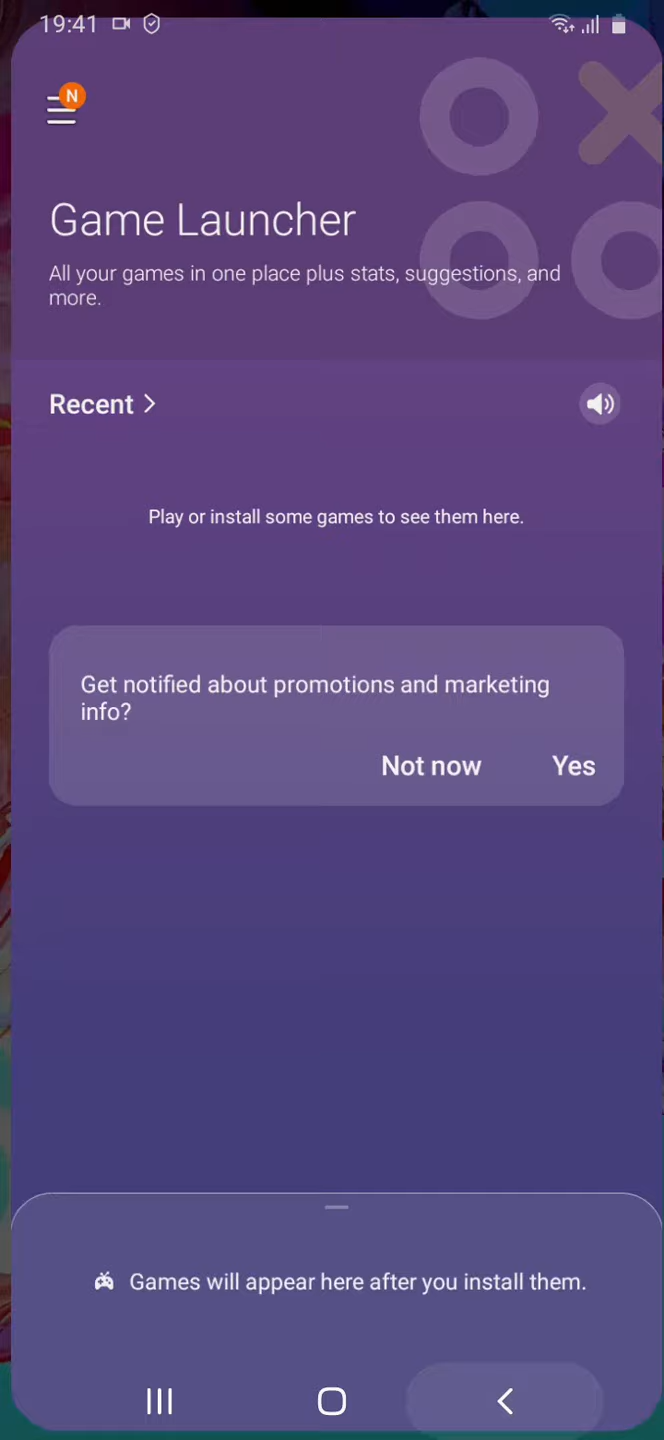 19:41
N
Game Launcher
All your games in one place plus stats, suggestions, and
more.
Recent
Play or install some games to see them here.
Get notified about promotions and marketing
info?
Not now Yes
Games will appear here after you install them.